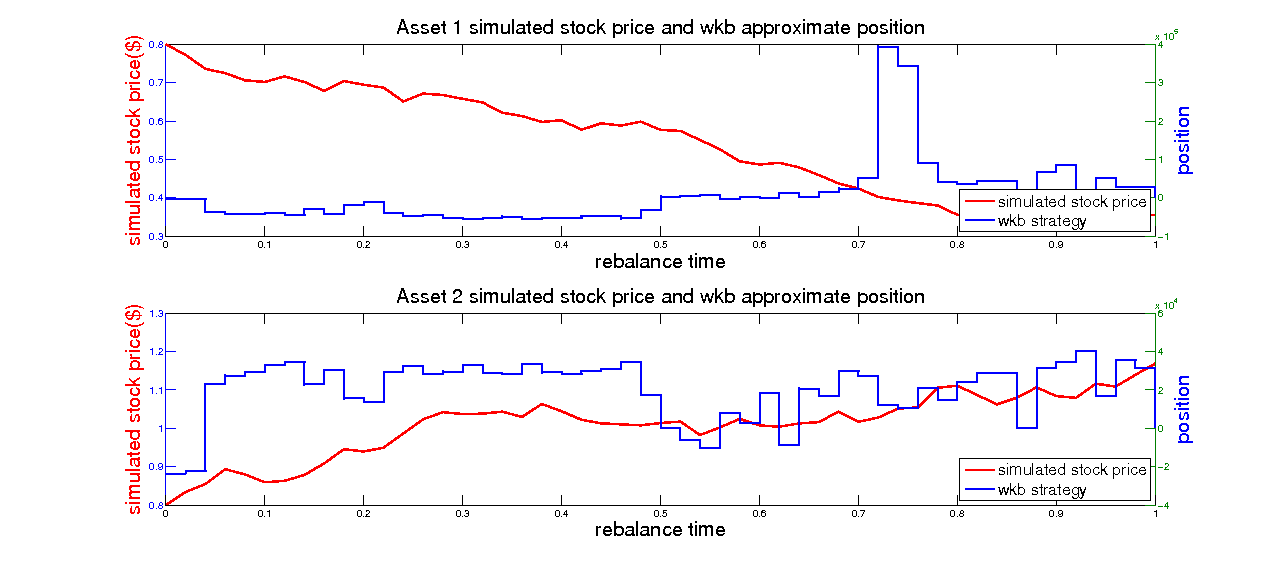 Asset 1 simulated stock price and wkb approximate position
x 10^5
simulated stock price($)
0.8
0.7
0.6
0.5
0.4
0.3
4
3
2
1
0
−1
position
simulated stock price
wkb strategy
0 0.1 0.2 0.3 0.4 0.5 0.6 0.7 0.8 0.9 1
rebalance time
Asset 2 simulated stock price and wkb approximate position
x 10^4
simulated stock price($)
1.3
1.2
1.1
1
0.9
0.8
6
4
2
0
−2
−4
position
simulated stock price
wkb strategy
0 0.1 0.2 0.3 0.4 0.5 0.6 0.7 0.8 0.9 1
rebalance time